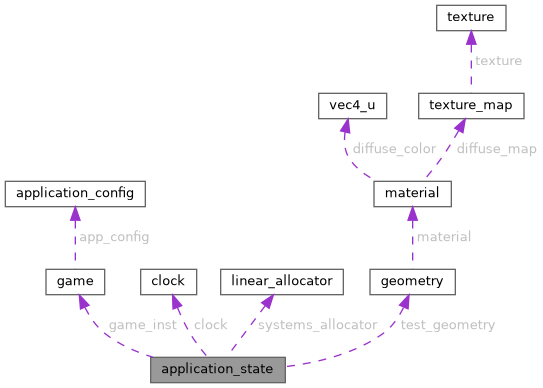 texture
texture
vec4_u
texture_map
diffuse_color
diffuse_map
application_config
material
app_config
material
game
clock
linear_allocator
geometry
game_inst
clock
systems_allocator
test_geometry
application_state